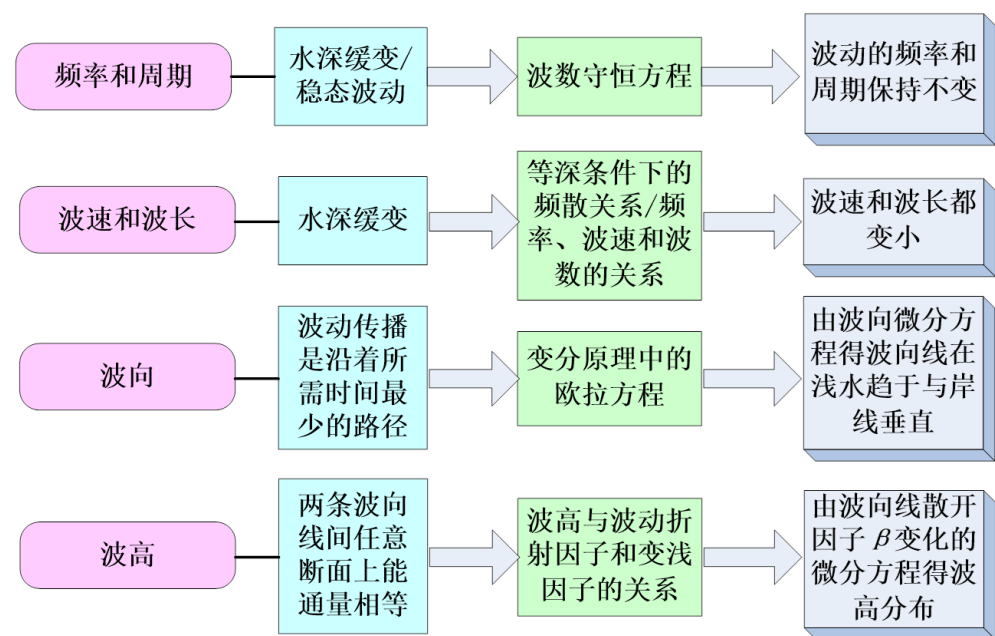 频率和周期
水深缓变/
稳态波动
波数守恒方程
波动的频率和
周期保持不变
波速和波长
水深缓变
等深条件下的
频散关系/频
率、波速和波
数的关系
波速和波长都
变小
波向
波动传播
是沿着所
需时间最
少的路径
变分原理中的
欧拉方程
由波向微分方
程得波向线在
浅水趋于与岸
线垂直
波高
两条波向
线间任意
断面上能
通量相等
波高与波动折
射因子和变浅
因子的关系
由波向线散开
因子β变化的
微分方程得波
高分布